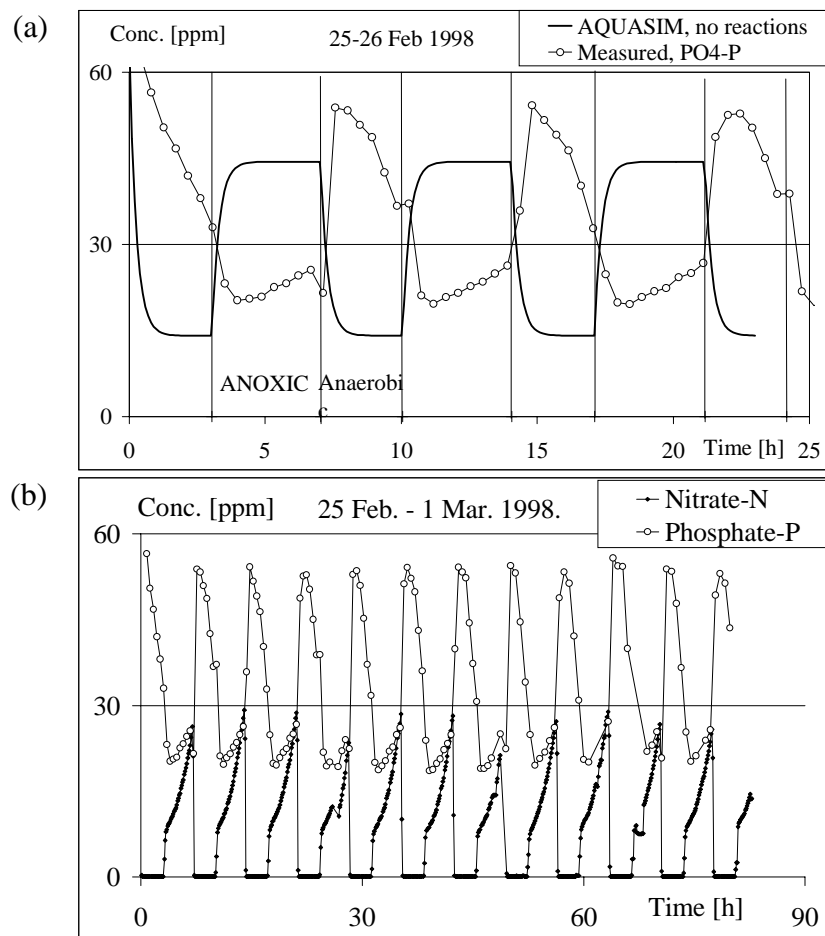 (a)
Conc. [ppm]
25-26 Feb 1998
AQUASIM, no reactions
Measured, PO4-P
60
30
0
ANOXIC
Anaerobi
c
0
5
10
15
20
25
Time [h]
(b)
Conc. [ppm]
25 Feb. - 1 Mar. 1998.
Nitrate-N
Phosphate-P
60
30
0
0
30
60
90
Time [h]